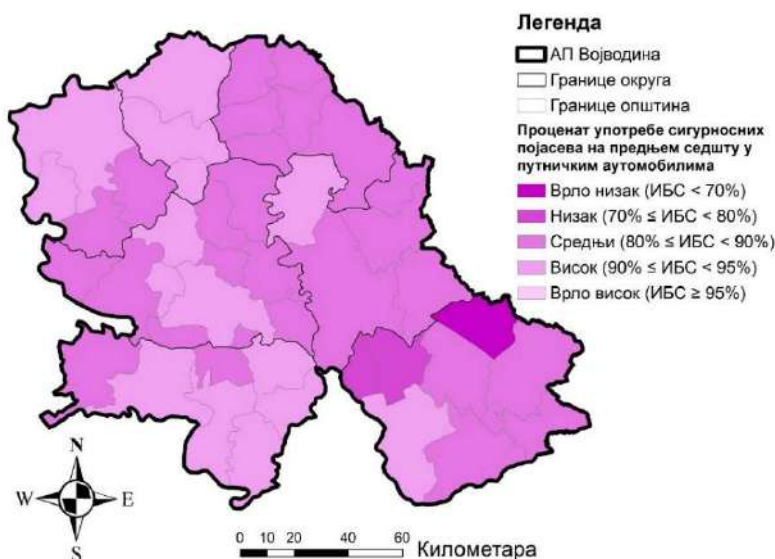 Легенда
АП Војводина
Границе округа
Границе општина
Проценат употребе сигурносних
појасева на предњем седшту у
путничким аутомобилима
Врло низак (ИБС < 70%)
Низак (70% ≤ ИБС < 80%)
Средњи (80% ≤ ИБС < 90%)
Висок (90% ≤ ИБС < 95%)
Врло висок (ИБС ≥ 95%)
N
W E
S
0 10 20 40 60
Километара